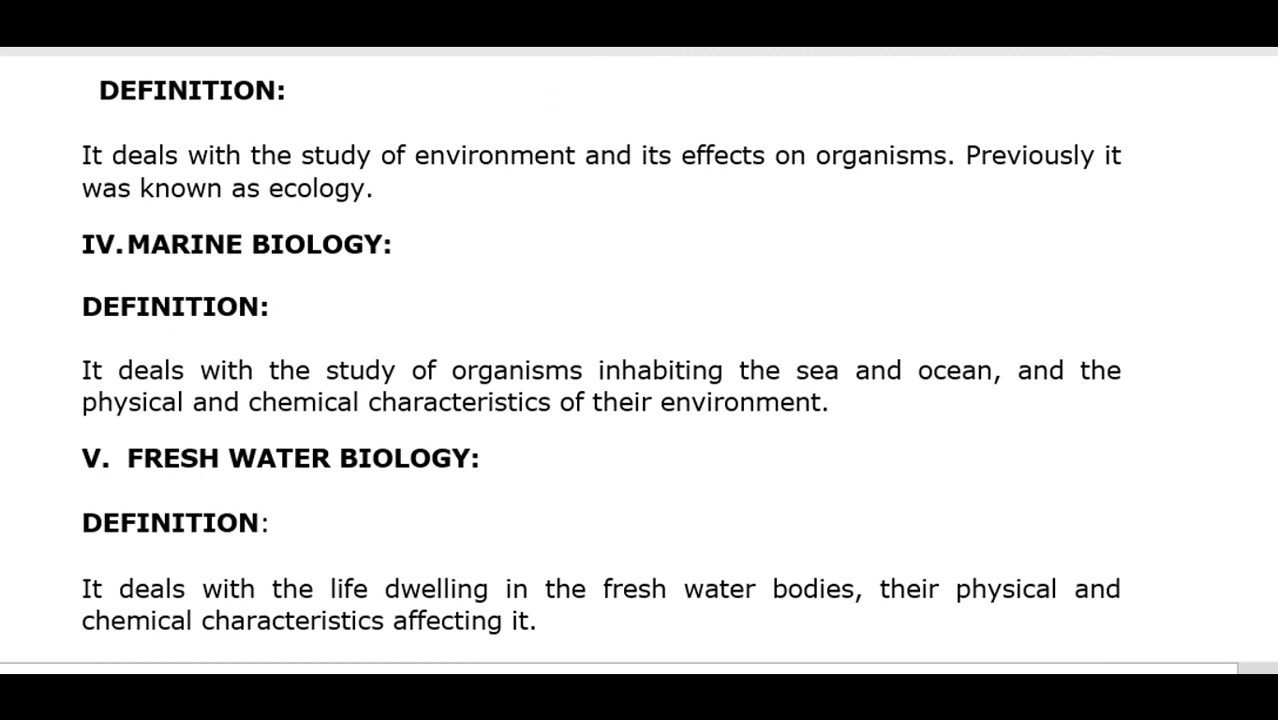 DEFINITION:
It deals with the study of environment and its effects on organisms. Previously it
was known as ecology.
IV. MARINE BIOLOGY:
DEFINITION:
It deals with the study of organisms inhabiting the sea and ocean, and the
physical and chemical characteristics of their environment.
V. FRESH WATER BIOLOGY:
DEFINITION:
It deals with the life dwelling in the fresh water bodies, their physical and
chemical characteristics affecting it.